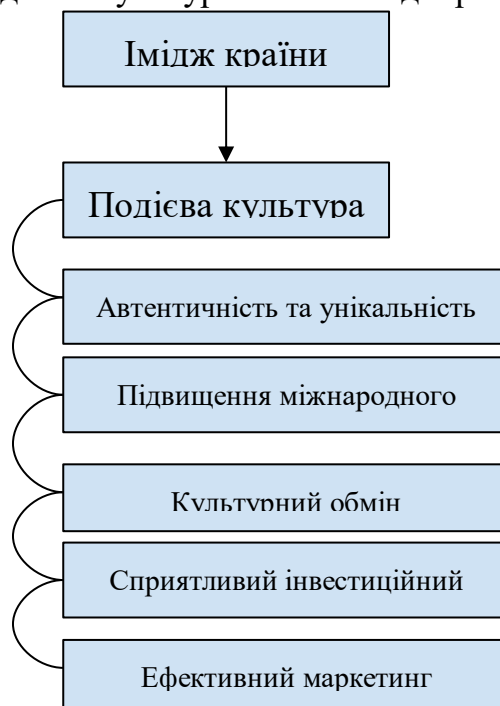 Імідж країни
Подієва культура
Автентичність та унікальність
Підвищення міжнародного
Культурний обмін
Сприятливий інвестиційний
Ефективний маркетинг